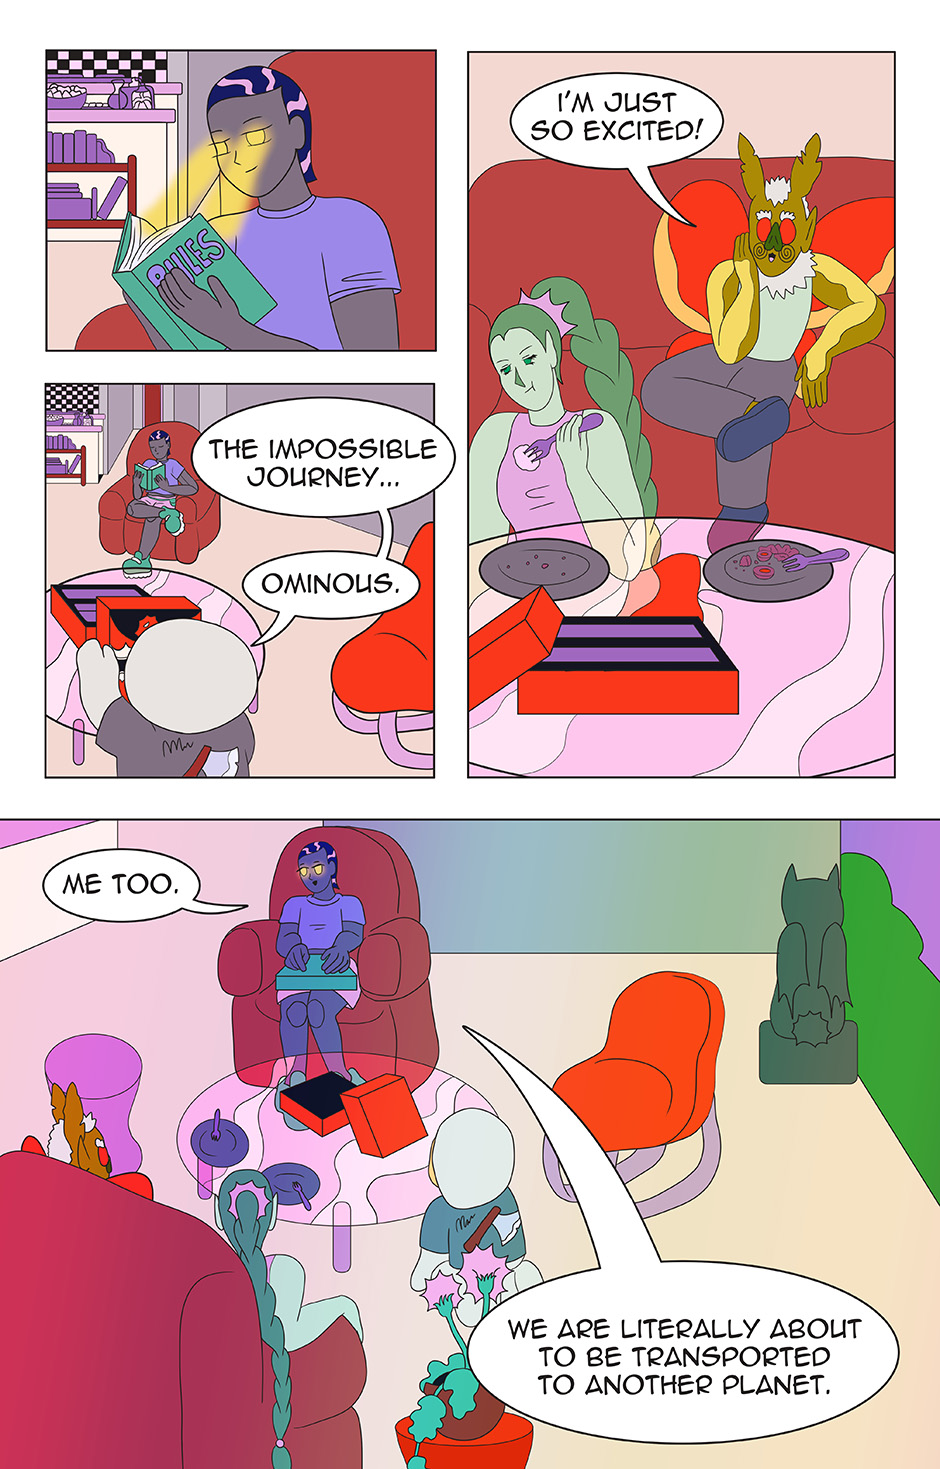 RULES
THE IMPOSSIBLE
JOURNEY...
OMINOUS.
I'M JUST
SO EXCITED!
ME TOO.
WE ARE LITERALLY ABOUT
TO BE TRANSPORTED
TO ANOTHER PLANET.